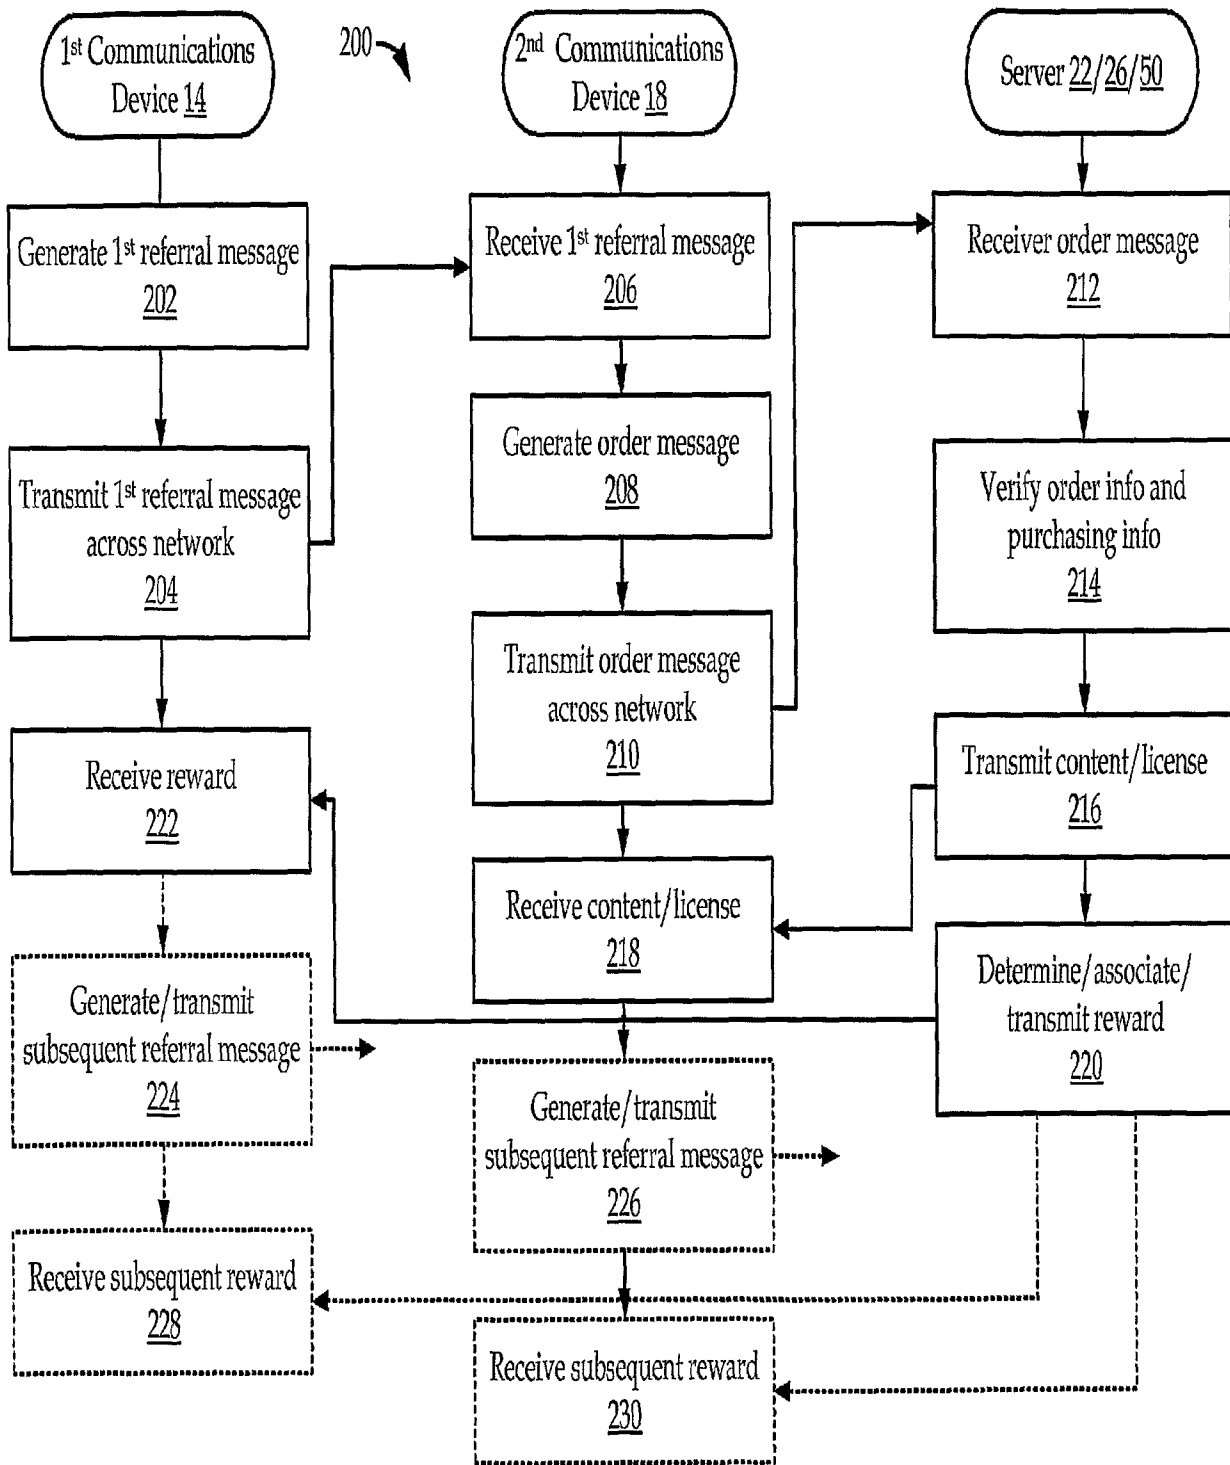 1st Communications
Device 14
200
2nd Communications
Device 18
Server 22/26/50
Generate 1st referral message
202
Transmit 1st referral message
across network
204
Receive reward
222
Generate/transmit
subsequent referral message
224
Receive subsequent reward
228
Receive 1st referral message
206
Generate order message
208
Transmit order message
across network
210
Receive content/license
218
Generate/transmit
subsequent referral message
226
Receive subsequent reward
230
Receiver order message
212
Verify order info and
purchasing info
214
Transmit content/license
216
Determine/associate/
transmit reward
220